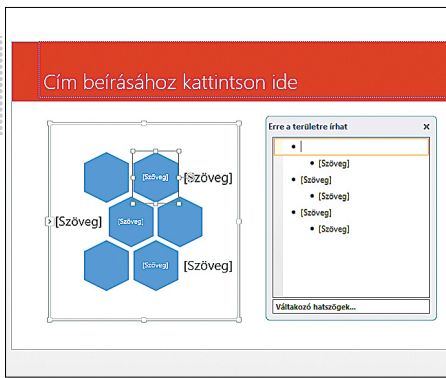 Cím beírásához kattintson ide
[Szöveg] [Szöveg]
[Szöveg] [Szöveg]
[Szöveg] [Szöveg]
Erre a területre írhat x
[Szöveg]
[Szöveg]
[Szöveg]
[Szöveg]
[Szöveg]
Váltakozó hatszögek...